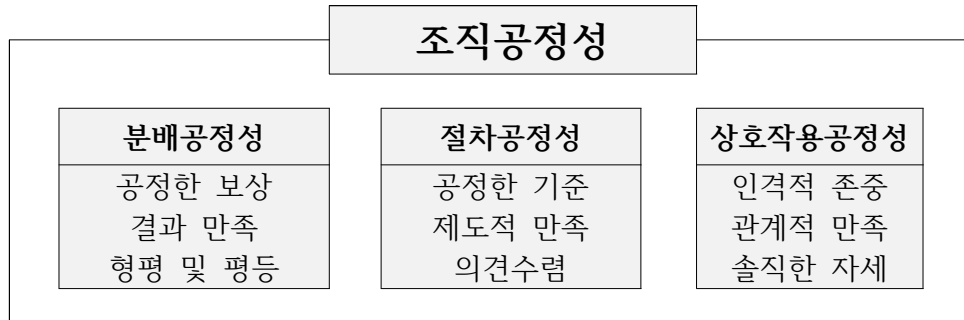 조직공정성
분배공정성
공정한 보상
결과 만족
형평 및 평등
절차공정성
공정한 기준
제도적 만족
의견수렴
상호작용공정성
인격적 존중
관계적 만족
솔직한 자세